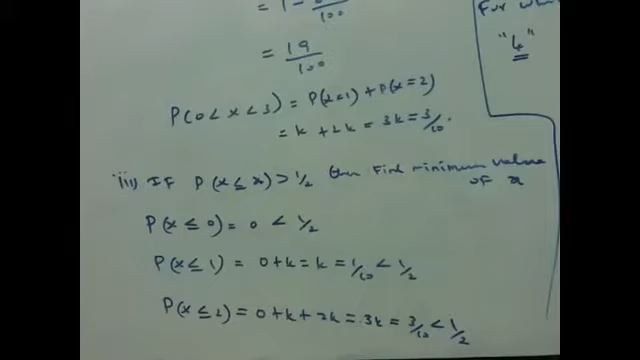 = 1 - /100
For whi
= 19/100
"4"
P(0 < x < 3) = P(x=1) + P(x=2)
= k + 2k = 3k = 3/10.
iii) If P(x ≤ x) > 1/2 then find minimum value
of x
P(x ≤ 0) = 0 < 1/2
P(x ≤ 1) = 0+k = k = 1/10 < 1/2
P(x ≤ 2) = 0+k+2k = 3k = 3/10 < 1/2